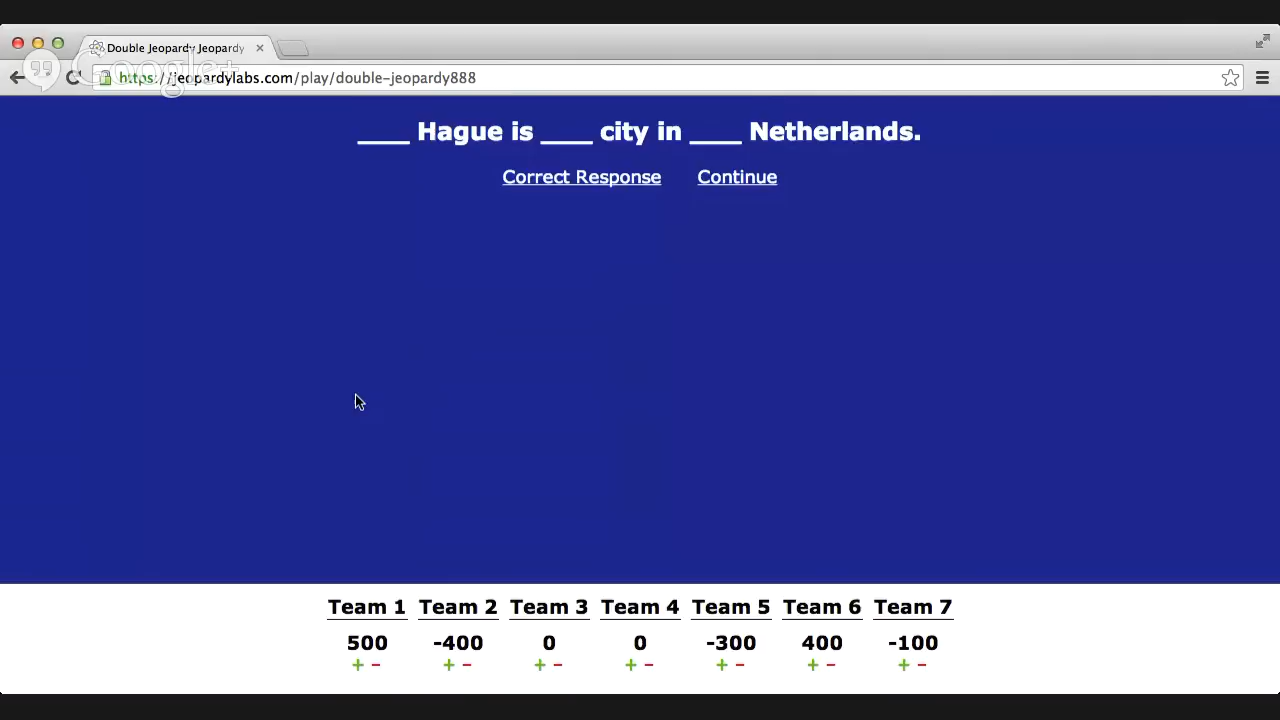 Double Jeopardy Jeopardy
Google+
https://jeopardylabs.com/play/double-jeopardy888
____ Hague is ____ city in ____ Netherlands.
Correct Response Continue
Team 1 Team 2 Team 3 Team 4 Team 5 Team 6 Team 7
500 -400 0 0 -300 400 -100
+ - + - + - + - + - + - + -